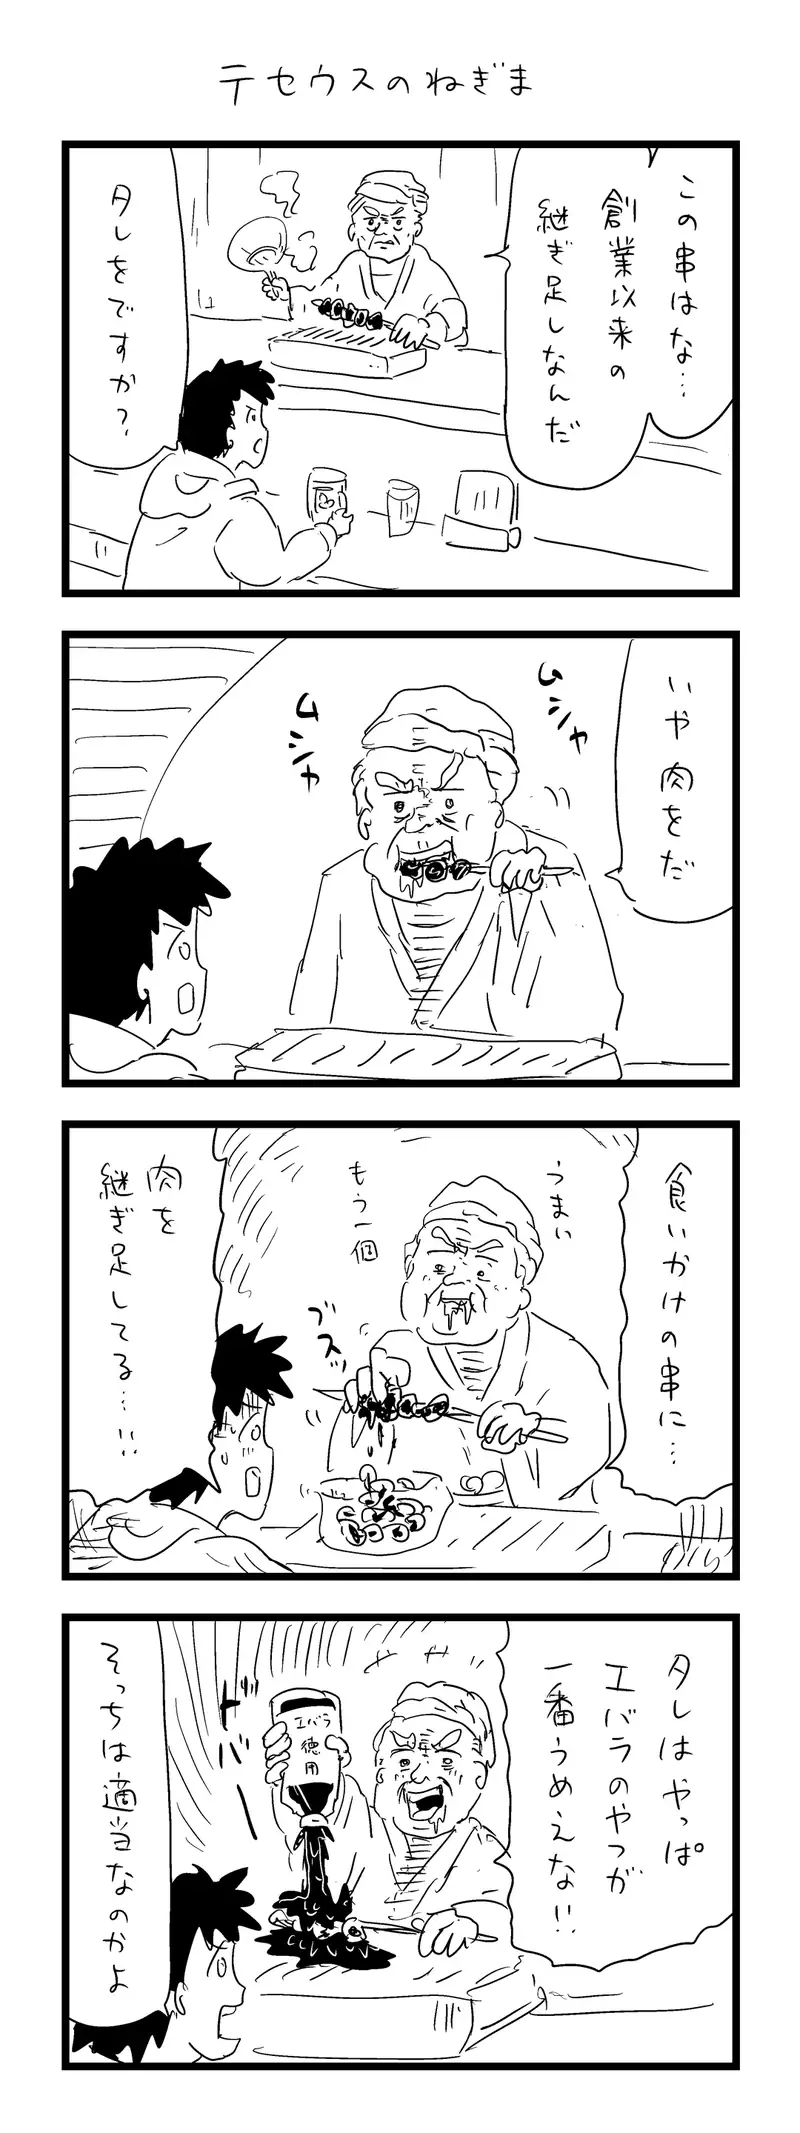 テセウスのねぎま
この串はな…
創業以来の
継ぎ足しなんだ
タレをですか?
いや肉をだ
ムシャ
ムシャ
食いかけの串に…
うまい
もう一個
ブスッ
肉を
継ぎ足してる…!!
タレはやっぱ
エバラのやつが
一番うめえな!!
ドバー
エバラ
徳用
そっちは適当なのかよ